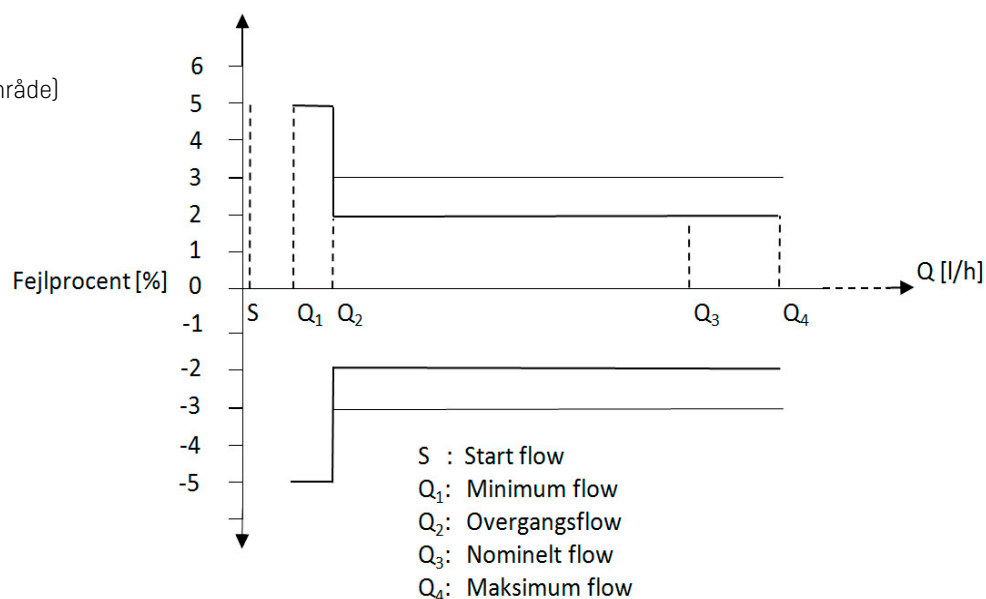 6
nråde)
5
4
3
2
1
Fejlprocent [%] 0 Q [l/h]
S Q₁ Q₂ Q₃ Q₄
-1
-2
-3
-4
-5
S : Start flow
Q₁: Minimum flow
Q₂: Overgangsflow
Q₃: Nominelt flow
Q₄: Maksimum flow